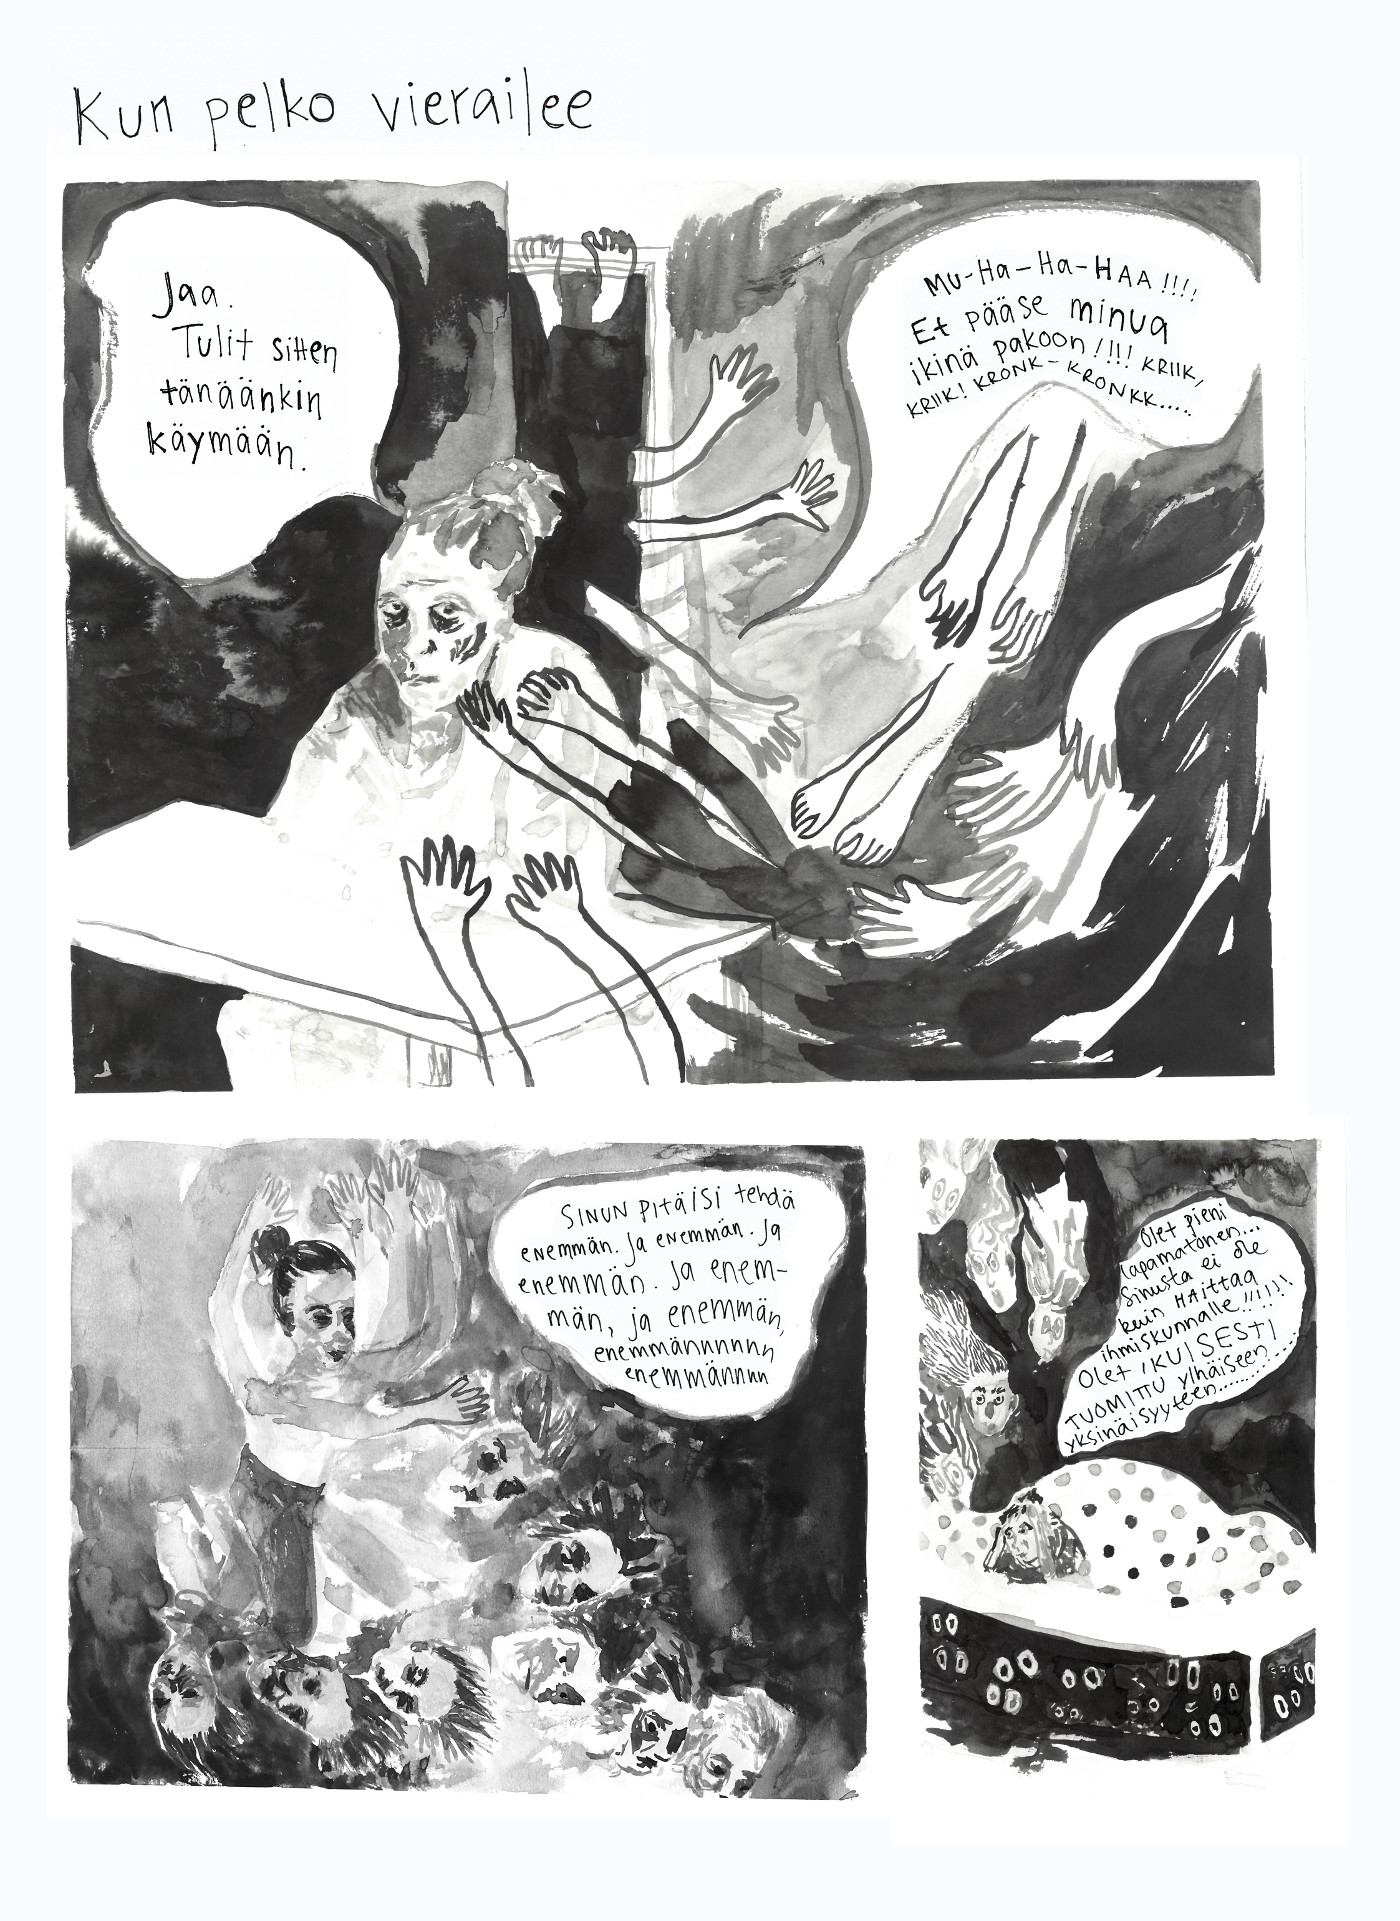 Kun pelko vierailee
Jaa.
Tulit sitten
tänäänkin
käymään.
MU-Ha-Ha-HAA!!!!
Et pääse minua
ikinä pakoon!!!! KRIIK,
KRIIK! KRONK-KRONKK.....
SINUN PITÄISI tehdä
enemmän. Ja enemmän. Ja
enemmän. Ja enem-
män, ja enemmän,
enemmännnnnn
enemmännnn
Olet pieni
lapamatonen...
Sinusta ei ole
kuin HAITTAA
ihmiskunnalle!!!!!!
Olet IKUISESTI
TUOMITTU ylhäiseen
yksinäisyyteen.........